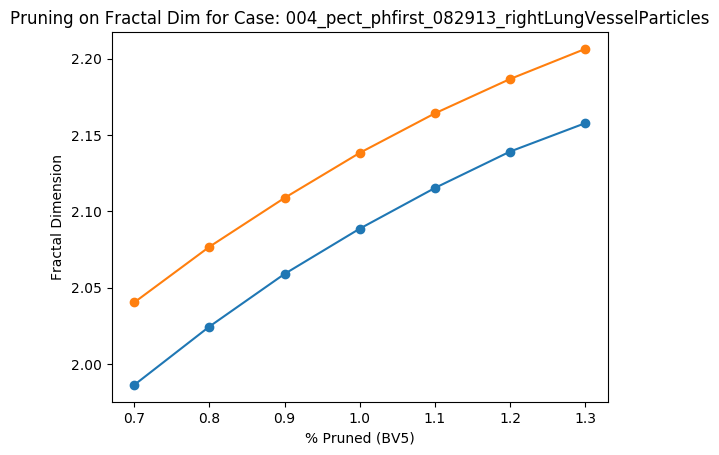 Pruning on Fractal Dim for Case: 004_pect_phfirst_082913_rightLungVesselParticles
2.20
2.15
2.10
2.05
2.00
Fractal Dimension
0.7 0.8 0.9 1.0 1.1 1.2 1.3
% Pruned (BV5)